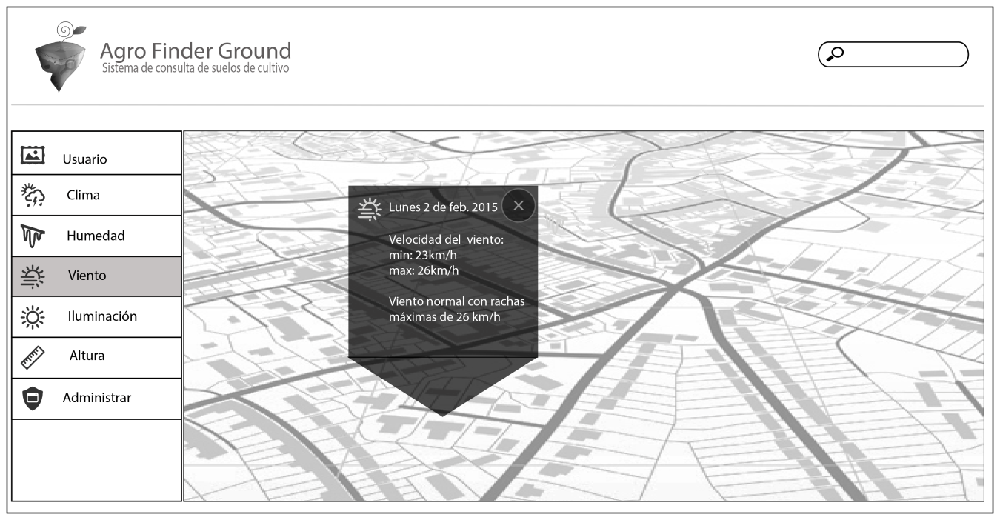 Agro Finder Ground
Sistema de consulta de suelos de cultivo
Usuario
Clima
Humedad
Viento
Iluminación
Altura
Administrar
Lunes 2 de feb. 2015
X
Velocidad del viento:
min: 23km/h
max: 26km/h
Viento normal con rachas
máximas de 26 km/h